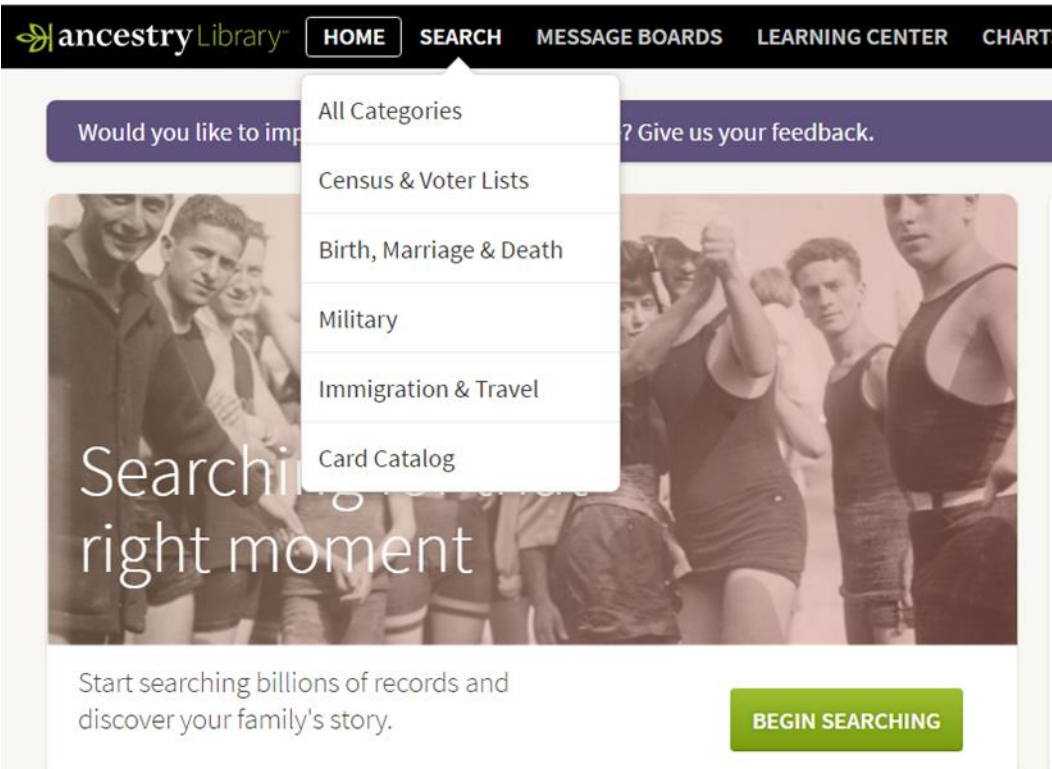 ancestryLibrary HOME SEARCH MESSAGE BOARDS LEARNING CENTER CHART
All Categories
Would you like to imp ? Give us your feedback.
Census & Voter Lists
Birth, Marriage & Death
Military
Immigration & Travel
Card Catalog
Searching
right moment
Start searching billions of records and
discover your family's story.
BEGIN SEARCHING